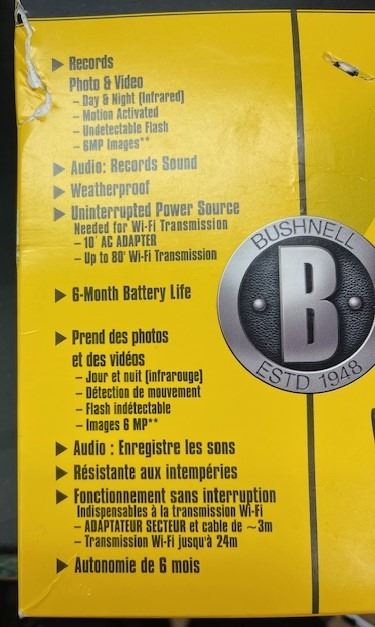 ▶ Records
Photo & Video
– Day & Night (Infrared)
– Motion Activated
– Undetectable Flash
– 6MP Images**
▶ Audio: Records Sound
▶ Weatherproof
▶ Uninterrupted Power Source
Needed for Wi-Fi Transmission
– 10' AC ADAPTER
– Up to 80' Wi-Fi Transmission
▶ 6-Month Battery Life
▶ Prend des photos
et des vidéos
– Jour et nuit (infrarouge)
– Détection de mouvement
– Flash indétectable
– Images 6 MP**
▶ Audio : Enregistre les sons
▶ Résistante aux intempéries
▶ Fonctionnement sans interruption
Indispensables à la transmission Wi-Fi
– ADAPTATEUR SECTEUR et cable de ~3m
– Transmission Wi-Fi jusqu'à 24m
▶ Autonomie de 6 mois
BUSHNELL
B
ESTD 1948